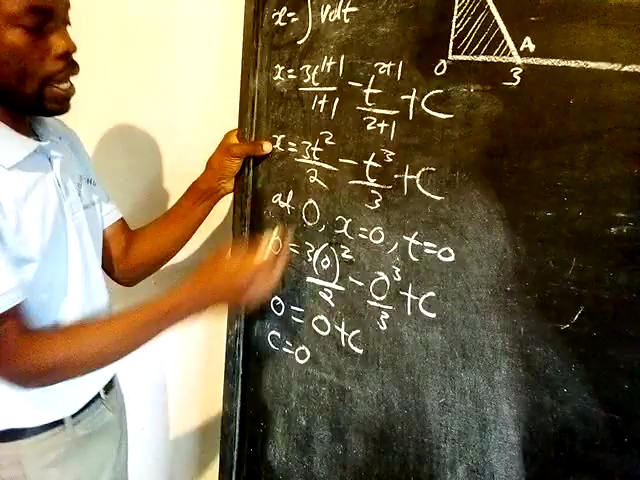 x = ∫ vdt
x = 3t^{1+1}/1+1 - t^{2+1}/2+1 + C
x = 3t²/2 - t³/3 + C
at O, x=0, t=0
0 = 3(0)²/2 - 0³/3 + C
0 = 0 + C
C = 0
A
0
3